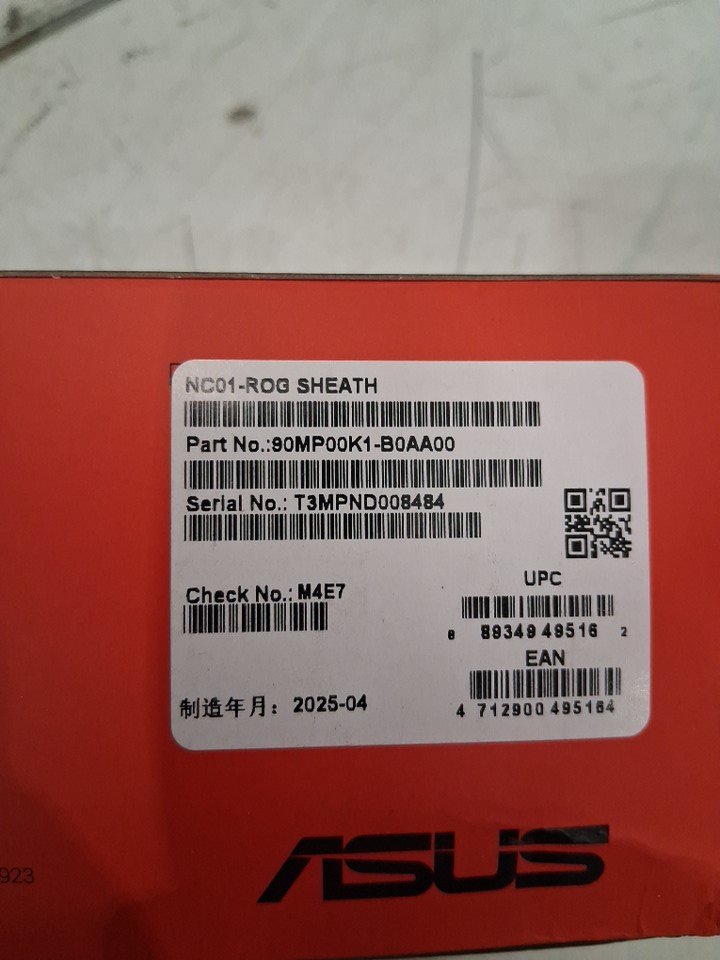 NC01-ROG SHEATH
Part No.:90MP00K1-B0AA00
Serial No.: T3MPND008484
Check No.: M4E7
UPC
8 89349 49516 2
EAN
4 712900 495164
制造年月: 2025-04
923
ASUS